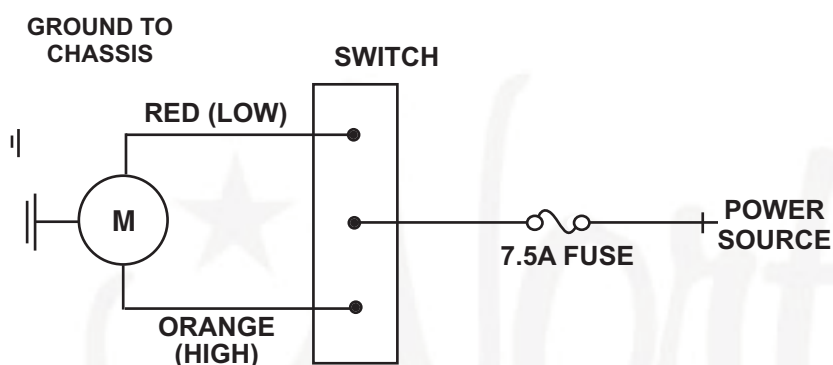 GROUND TO
CHASSIS
SWITCH
RED (LOW)
M
POWER
SOURCE
7.5A FUSE
ORANGE
(HIGH)